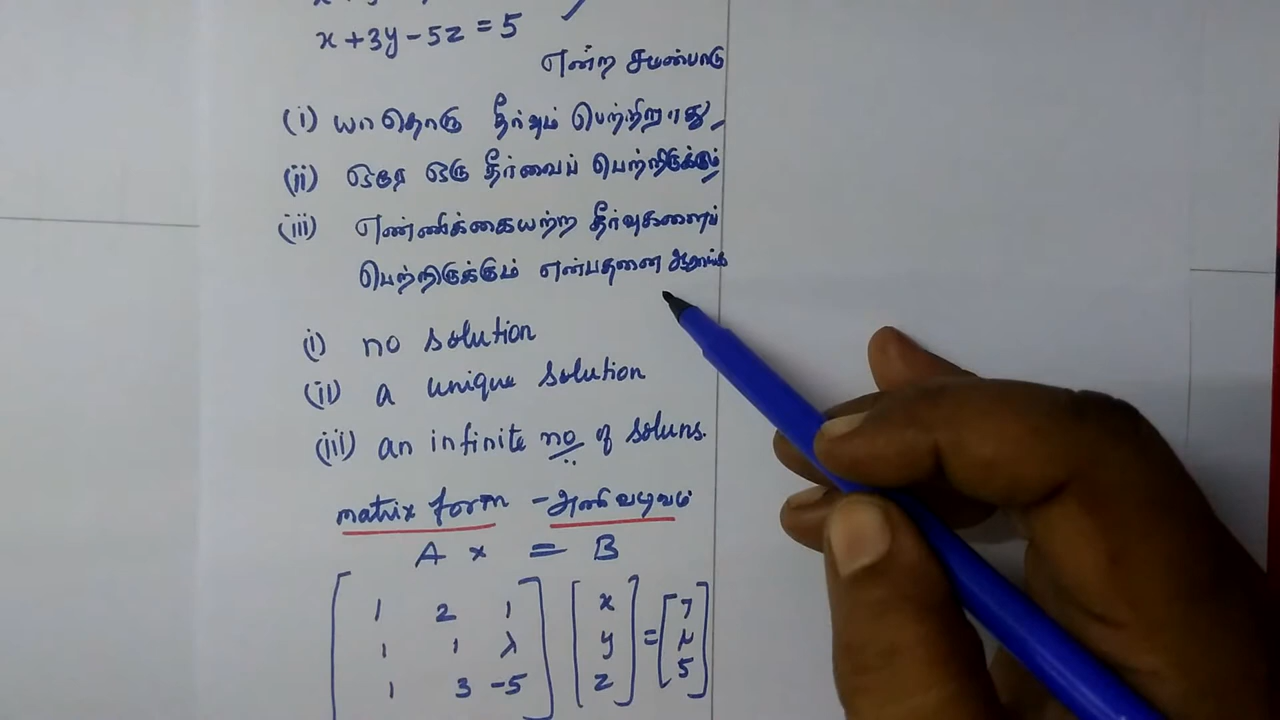 x + 3y - 5z = 5
என்ற சமன்பாடு
(i) யாதொரு தீர்வும் பெற்றிராது,
(ii) ஒரே ஒரு தீர்வைப் பெற்றிருக்கும்
(iii) எண்ணிக்கையற்ற தீர்வுகளைப்
பெற்றிருக்கும் என்பதனை ஆராய்க
(i) no solution
(ii) a unique solution
(iii) an infinite no of soluns.
matrix form - அணி வடிவம்
A x = B
1 2 1 x 7
1 1 λ y = μ
1 3 -5 z 5